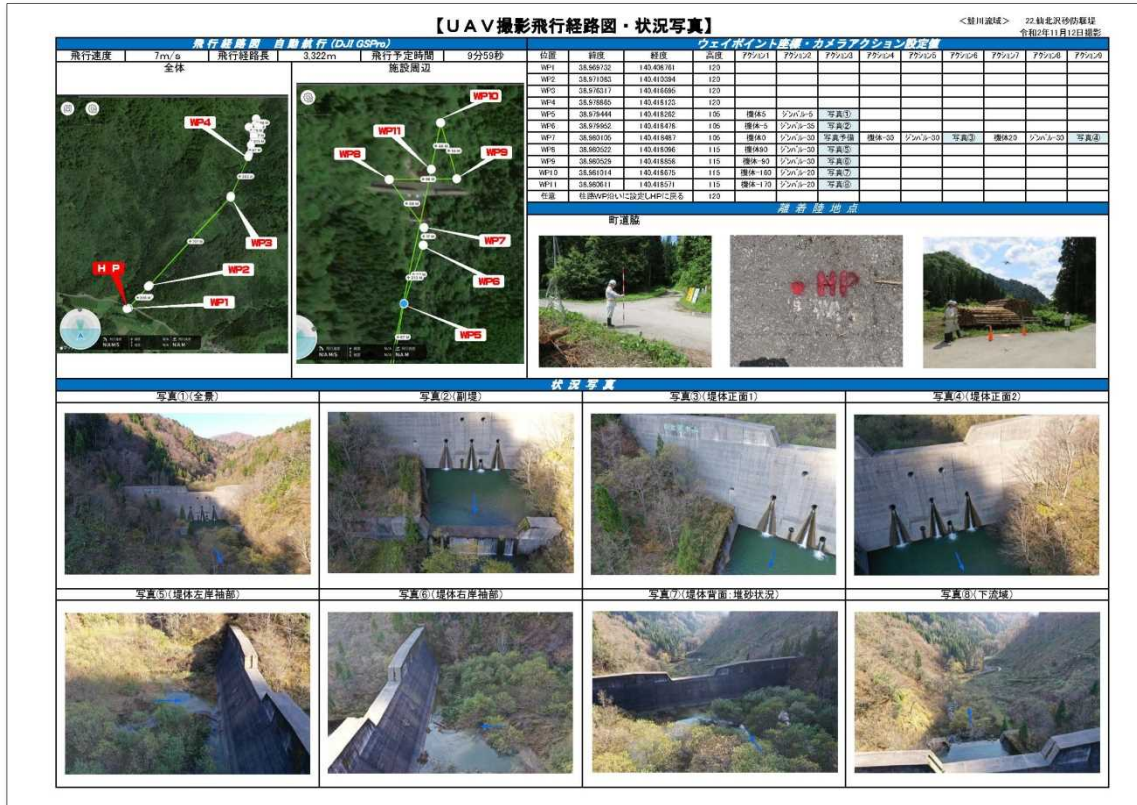 【UAV撮影飛行経路図・状況写真】
<鮭川流域> 22.仙北沢砂防堰堤
令和2年11月12日撮影
飛行経路図 自動航行(DJI GSPro)
飛行速度 7m/s 飛行経路長 3,322m 飛行予定時間 9分59秒
全体 施設周辺
WP4
WP3
HP
WP2
WP1
WP10
WP11
WP8
WP9
WP7
WP6
WP5
ウェイポイント座標・カメラアクション設定値
位置 緯度 経度 高度 アクション1 アクション2 アクション3 アクション4 アクション5 アクション6 アクション7 アクション8 アクション9
WP1 38.969732 140.406761 120
WP2 38.971063 140.410394 120
WP3 38.976317 140.416695 120
WP4 38.978665 140.418123 120
WP5 38.979444 140.418262 105 機体5 ジンバル-5 写真①
WP6 38.979952 140.418476 105 機体-5 ジンバル-35 写真②
WP7 38.980105 140.418487 105 機体0 ジンバル-30 写真予備 機体-30 ジンバル-30 写真③ 機体20 ジンバル-30 写真④
WP8 38.980522 140.418096 115 機体90 ジンバル-30 写真⑤
WP9 38.980529 140.418858 115 機体-90 ジンバル-30 写真⑥
WP10 38.981014 140.418675 115 機体-160 ジンバル-20 写真⑦
WP11 38.980611 140.418571 115 機体-170 ジンバル-20 写真⑧
任意 往路WP沿いに設定しHPに戻る 120
離着陸地点
町道脇
HP
状況写真
写真①(全景) 写真②(副堤) 写真③(堤体正面1) 写真④(堤体正面2)
写真⑤(堤体左岸袖部) 写真⑥(堤体右岸袖部) 写真⑦(堤体背面:堆砂状況) 写真⑧(下流域)